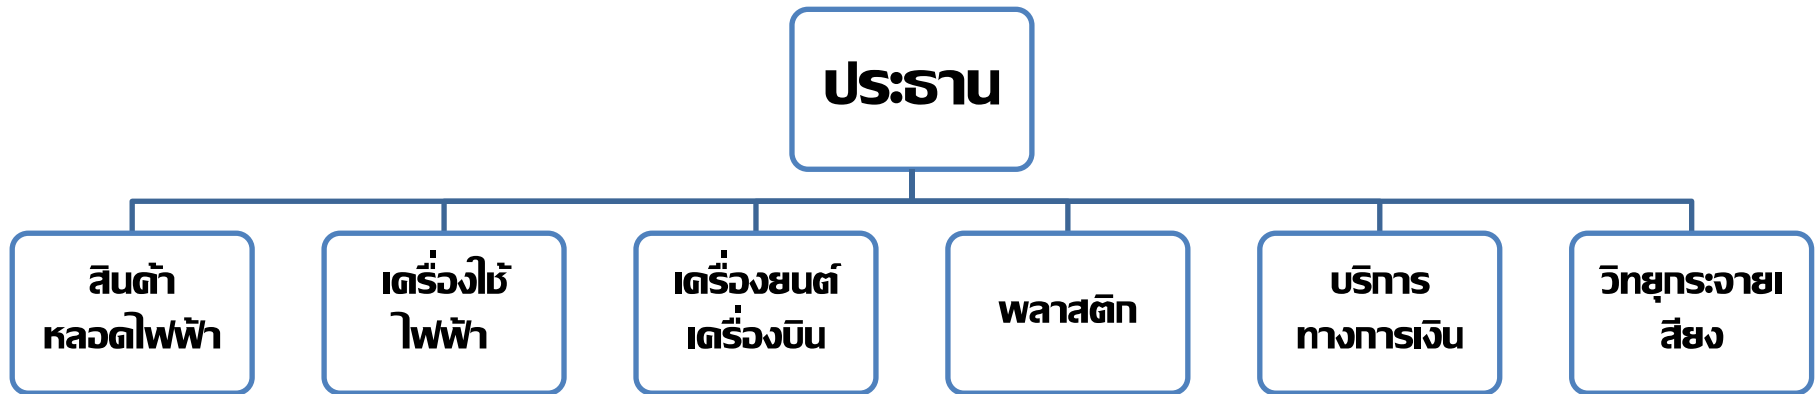 ประธาน
สินค้า
หลอดไฟฟ้า
เครื่องใช้
ไฟฟ้า
เครื่องยนต์
เครื่องบิน
พลาสติก
บริการ
ทางการเงิน
วิทยุกระจายเ
สียง